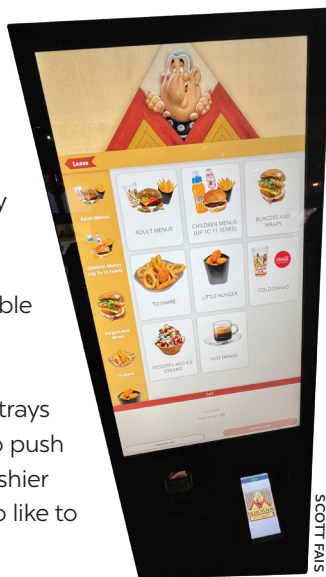 y
ble
trays
o push
shier
o like to
Leave
Adult Menus
Children Menus
(Up To 11 Years)
Burgers And
Wraps
To Share
ADULT MENUS
CHILDREN MENUS
(UP TO 11 YEARS)
BURGERS AND
WRAPS
TO SHARE
LITTLE HUNGER
COLD DRINKS
DESSERTS AND ICE
CREAMS
HOT DRINKS
SCOTT FAIS